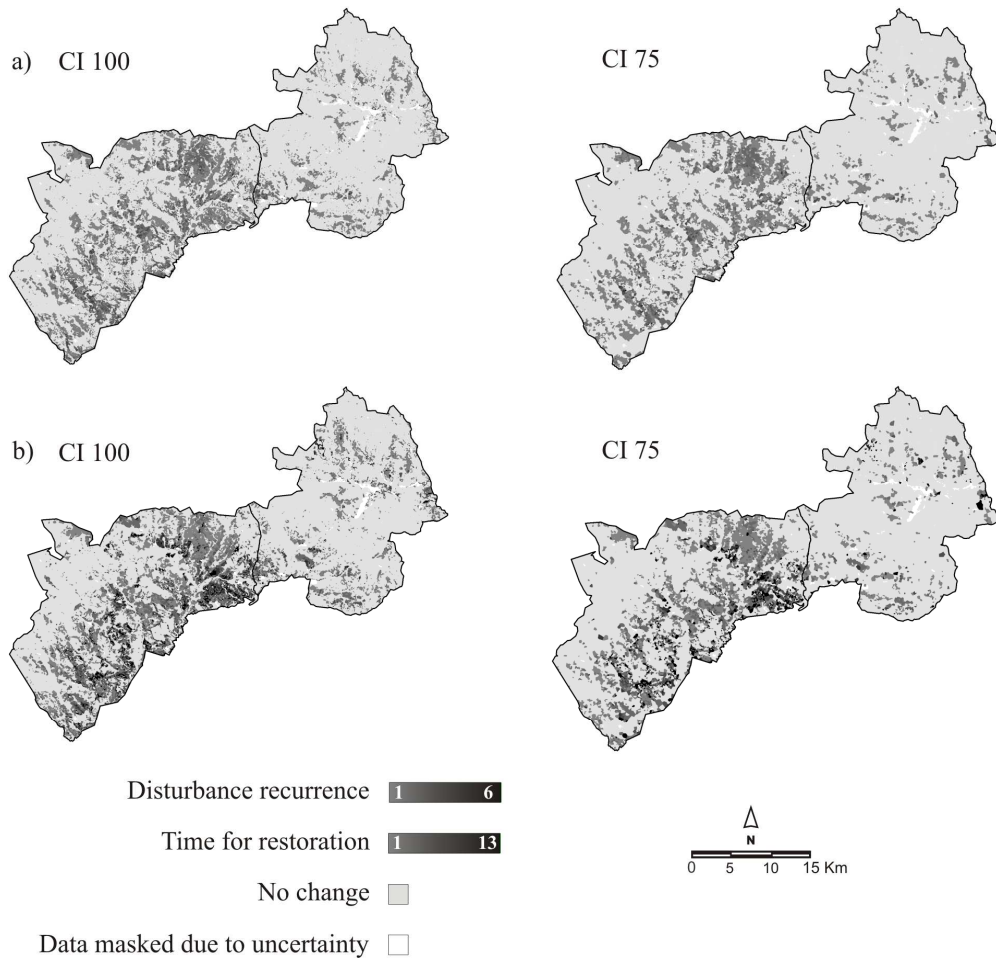 a) CI 100
CI 75
b) CI 100
CI 75
Disturbance recurrence 1 6
Time for restoration 1 13
No change
Data masked due to uncertainty
N
0 5 10 15 Km